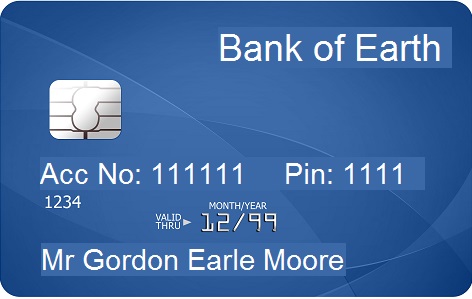 Bank of Earth
Acc No: 111111 Pin: 1111
1234
MONTH/YEAR
VALID THRU ► 12/99
Mr Gordon Earle Moore